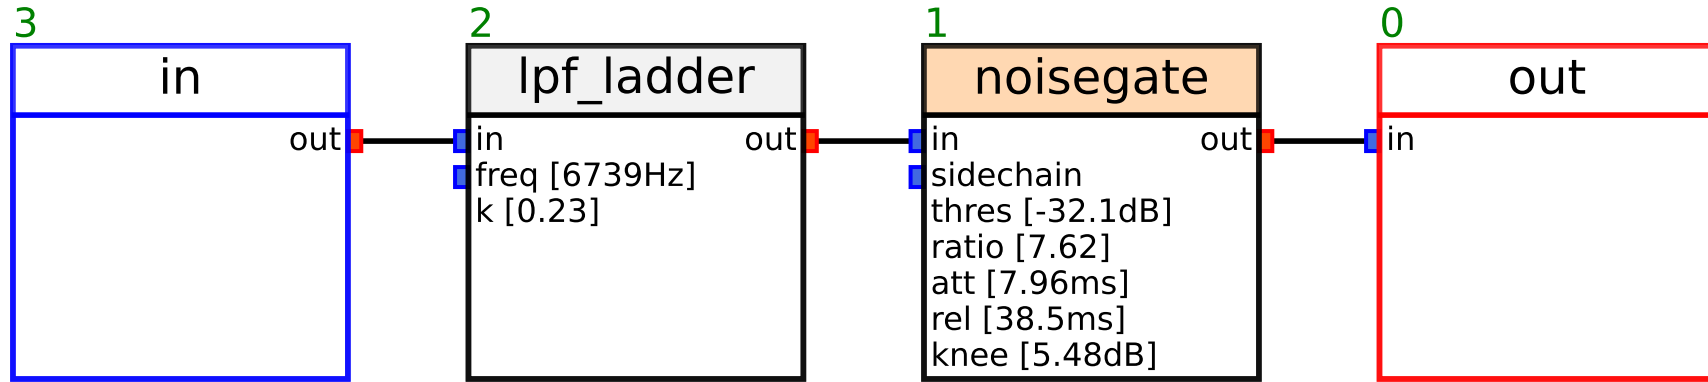 3
in
out
2
lpf_ladder
in
out
freq [6739Hz]
k [0.23]
1
noisegate
in
out
sidechain
thres [-32.1dB]
ratio [7.62]
att [7.96ms]
rel [38.5ms]
knee [5.48dB]
0
out
in